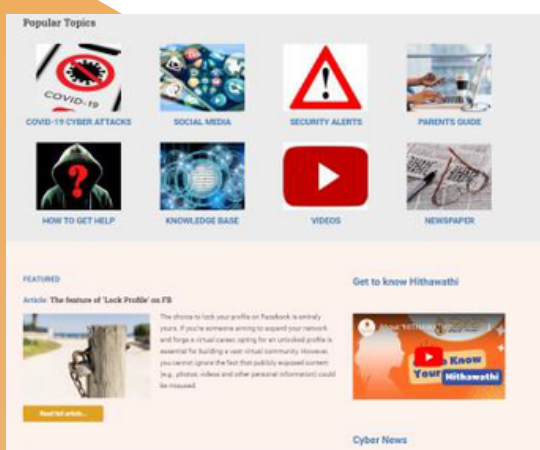 Popular Topics
COVID-19
COVID-19 CYBER ATTACKS
SOCIAL MEDIA
SECURITY ALERTS
PARENTS GUIDE
HOW TO GET HELP
KNOWLEDGE BASE
VIDEOS
NEWSPAPER
FEATURED
Article: The feature of 'Lock Profile' on FB
The choice to lock your profile on Facebook is entirely
yours. If you're someone aiming to expand your network
and forge a virtual career, opting for an unlocked profile is
essential for building a vast virtual community. However,
you cannot ignore the fact that publicly exposed content
(e.g., photos, videos and other personal information) could
be misused.
Read full article...
Get to know Hithawathi
About
to Know
Your Hithawathi
Cyber News